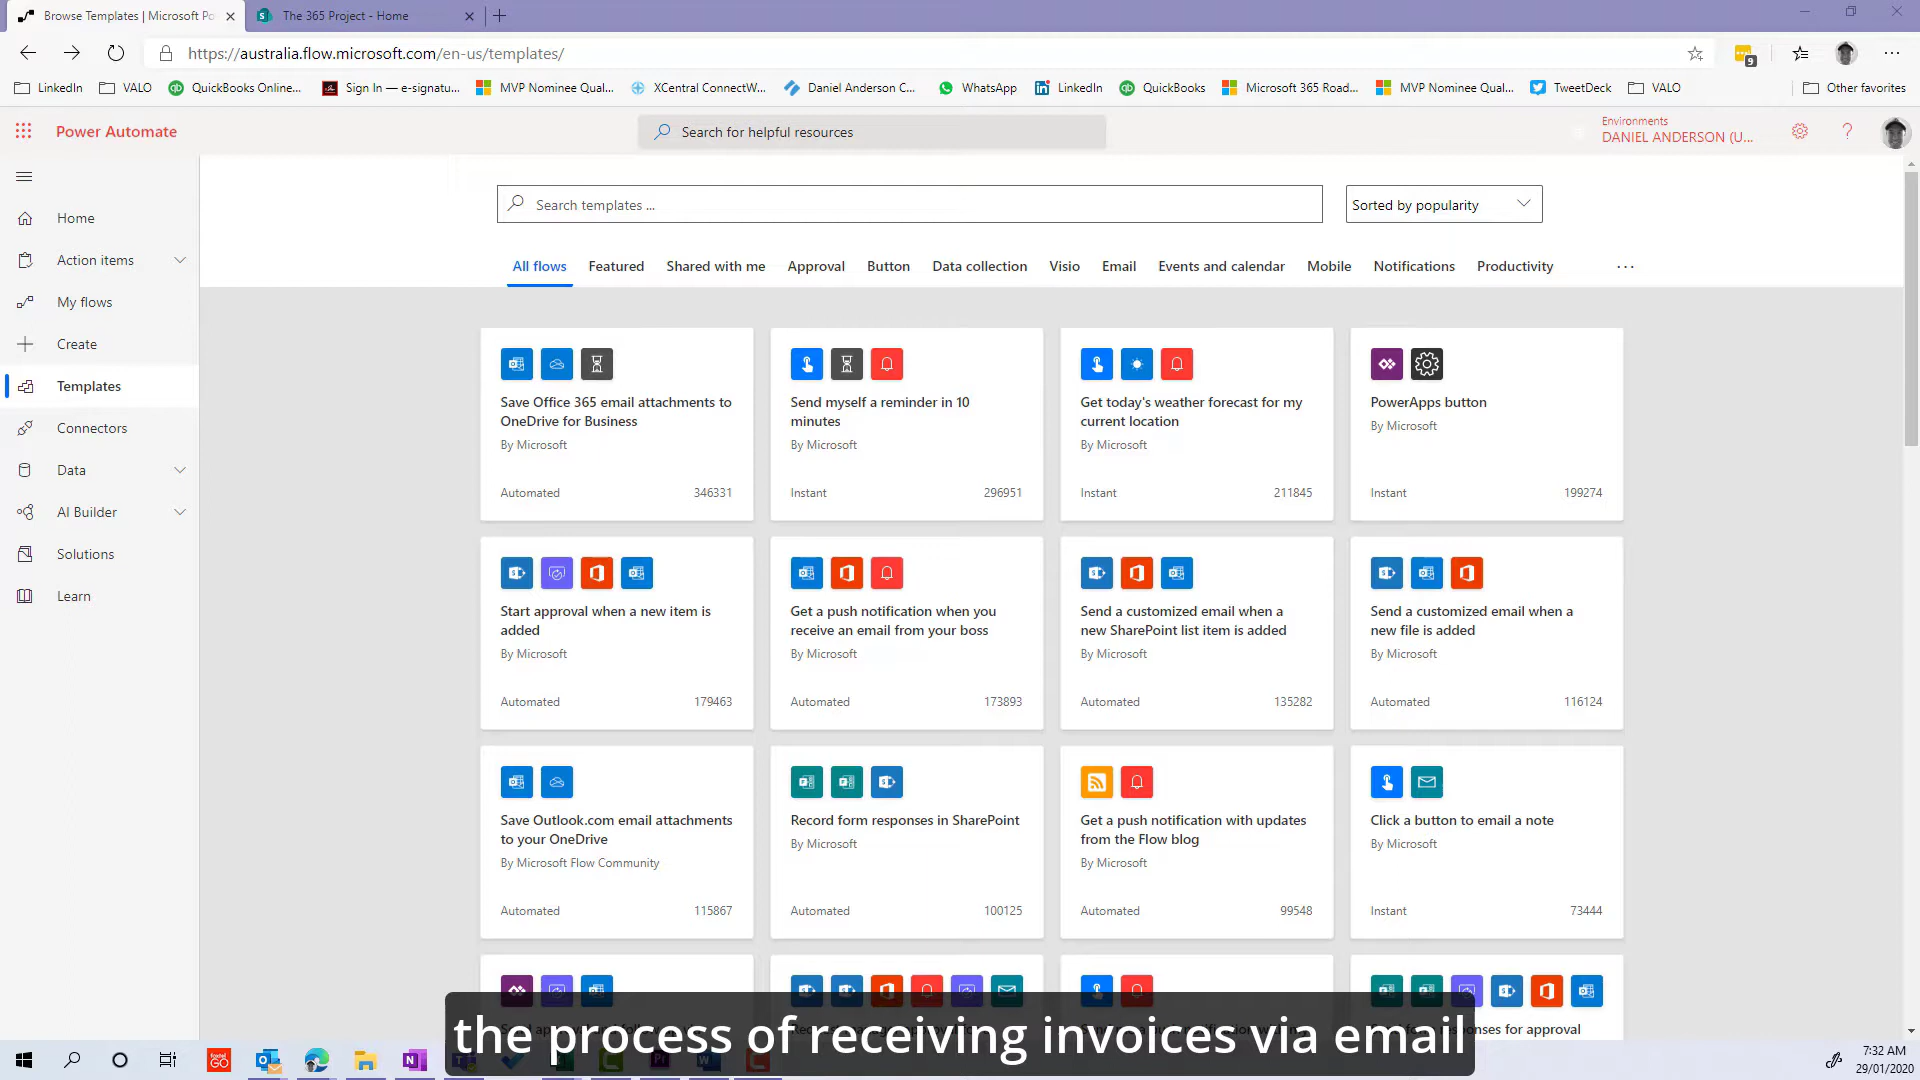 Browse Templates | Microsoft Po
The 365 Project - Home
https://australia.flow.microsoft.com/en-us/templates/
9
LinkedIn
VALO
QuickBooks Online...
Sign In — e-signatu...
MVP Nominee Qual...
XCentral ConnectW...
Daniel Anderson C...
WhatsApp
LinkedIn
QuickBooks
Microsoft 365 Road...
MVP Nominee Qual...
TweetDeck
VALO
Other favorites
Power Automate
Search for helpful resources
Environments
DANIEL ANDERSON (U...
Home
Action items
My flows
Create
Templates
Connectors
Data
AI Builder
Solutions
Learn
Search templates ...
Sorted by popularity
All flows
Featured
Shared with me
Approval
Button
Data collection
Visio
Email
Events and calendar
Mobile
Notifications
Productivity
Save Office 365 email attachments to
OneDrive for Business
By Microsoft
Automated 346331
Send myself a reminder in 10
minutes
By Microsoft
Instant 296951
Get today's weather forecast for my
current location
By Microsoft
Instant 211845
PowerApps button
By Microsoft
Instant 199274
Start approval when a new item is
added
By Microsoft
Automated 179463
Get a push notification when you
receive an email from your boss
By Microsoft
Automated 173893
Send a customized email when a
new SharePoint list item is added
By Microsoft
Automated 135282
Send a customized email when a
new file is added
By Microsoft
Automated 116124
Save Outlook.com email attachments
to your OneDrive
By Microsoft Flow Community
Automated 115867
Record form responses in SharePoint
By Microsoft
Automated 100125
Get a push notification with updates
from the Flow blog
By Microsoft
Automated 99548
Click a button to email a note
By Microsoft
Instant 73444
responses for approval
the process of receiving invoices via email
GO
7:32 AM
29/01/2020